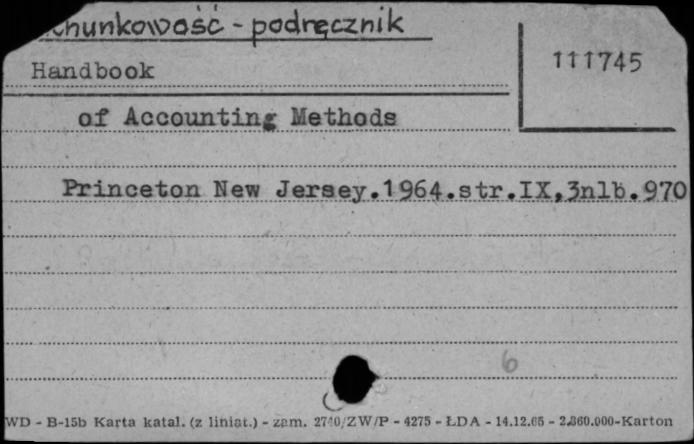 chunkowość - podręcznik
111745
Handbook
of Accounting Methods
Princeton New Jersey.1964.str.IX,3nlb.970
6
WD - B-15b Karta katal. (z liniat.) - zam. 2740/ZW/P - 4275 - ŁDA - 14.12.65 - 2.860.000-Karton